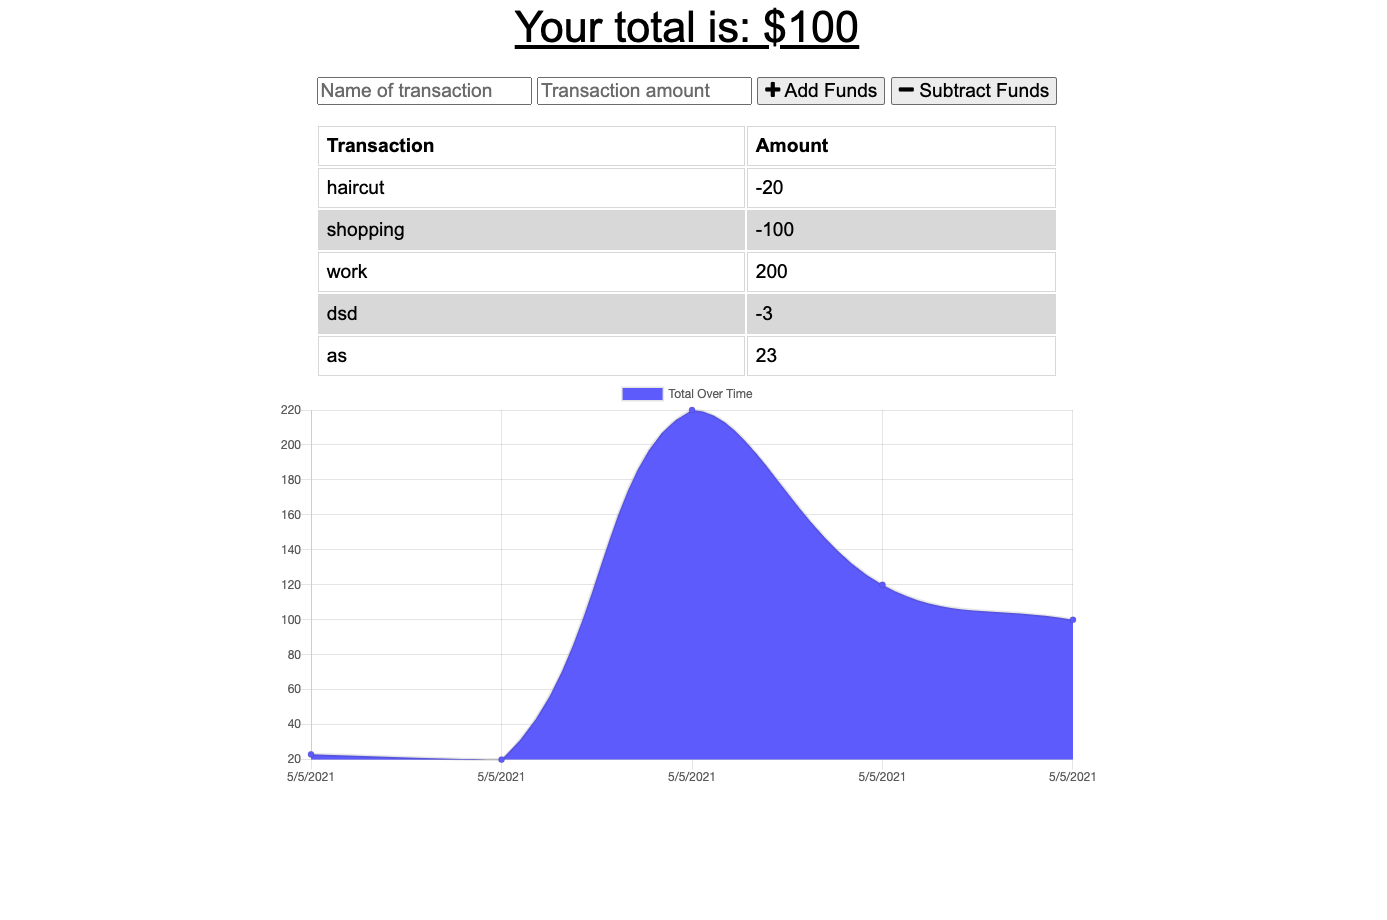 Your total is: $100
Name of transaction Transaction amount Add Funds Subtract Funds
Transaction Amount
haircut -20
shopping -100
work 200
dsd -3
as 23
Total Over Time
220
200
180
160
140
120
100
80
60
40
20
5/5/2021 5/5/2021 5/5/2021 5/5/2021 5/5/2021